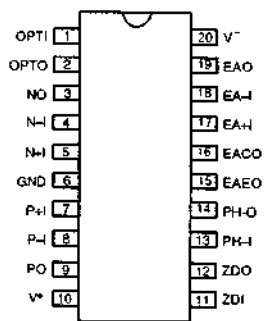 OPTI 1 20 V−
OPTO 2 19 EAO
NO 3 18 EA–I
N–I 4 17 EA+I
N+I 5 16 EACO
GND 6 15 EAEO
P+I 7 14 PH–O
P–I 8 13 PH–I
PO 9 12 ZDO
V+ 10 11 ZDI